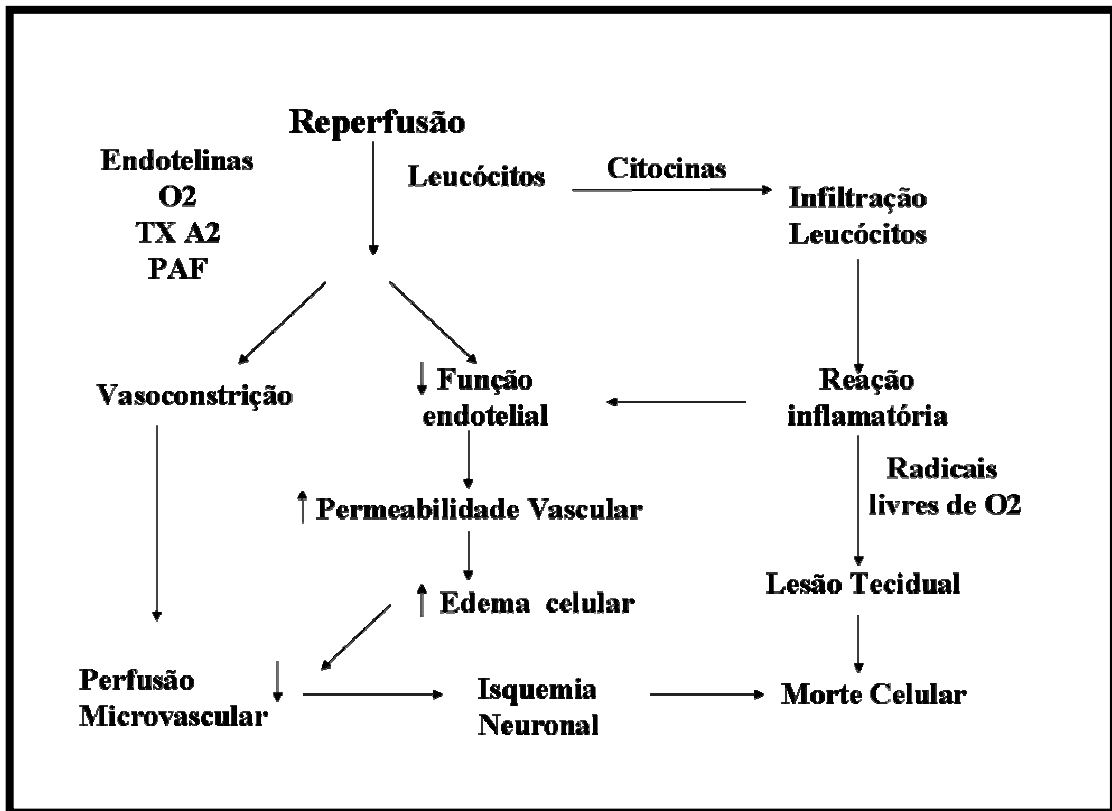 Reperfusão
Endotelinas
O2
TX A2
PAF
Leucócitos
Citocinas
Infiltração
Leucócitos
Vasoconstrição
↓ Função
endotelial
Reação
inflamatória
Radicais
livres de O2
↑ Permeabilidade Vascular
Lesão Tecidual
↑ Edema celular
Perfusão ↓
Microvascular
Isquemia
Neuronal
Morte Celular